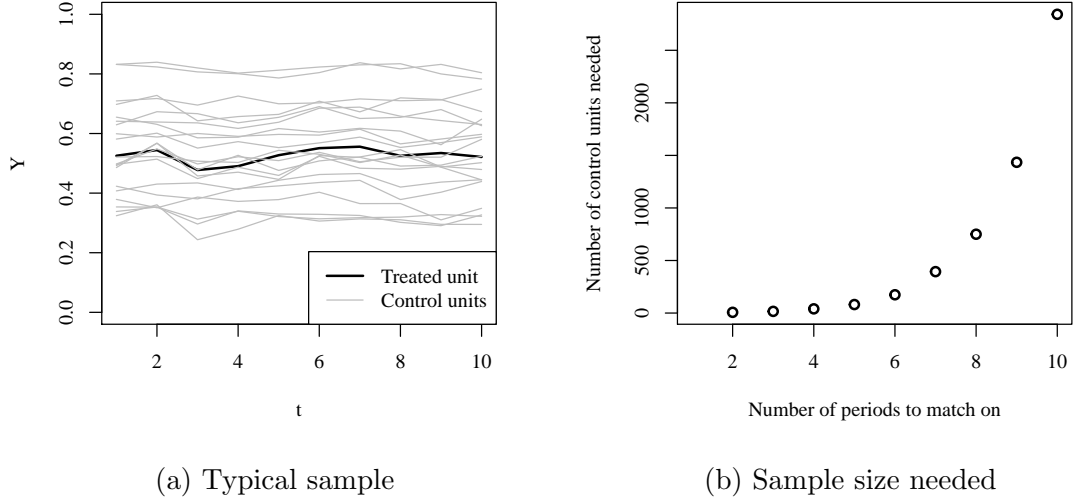 Y
0.0 0.2 0.4 0.6 0.8 1.0
Treated unit
Control units
2 4 6 8 10
t
(a) Typical sample
Number of control units needed
0 500 1000 2000
2 4 6 8 10
Number of periods to match on
(b) Sample size needed